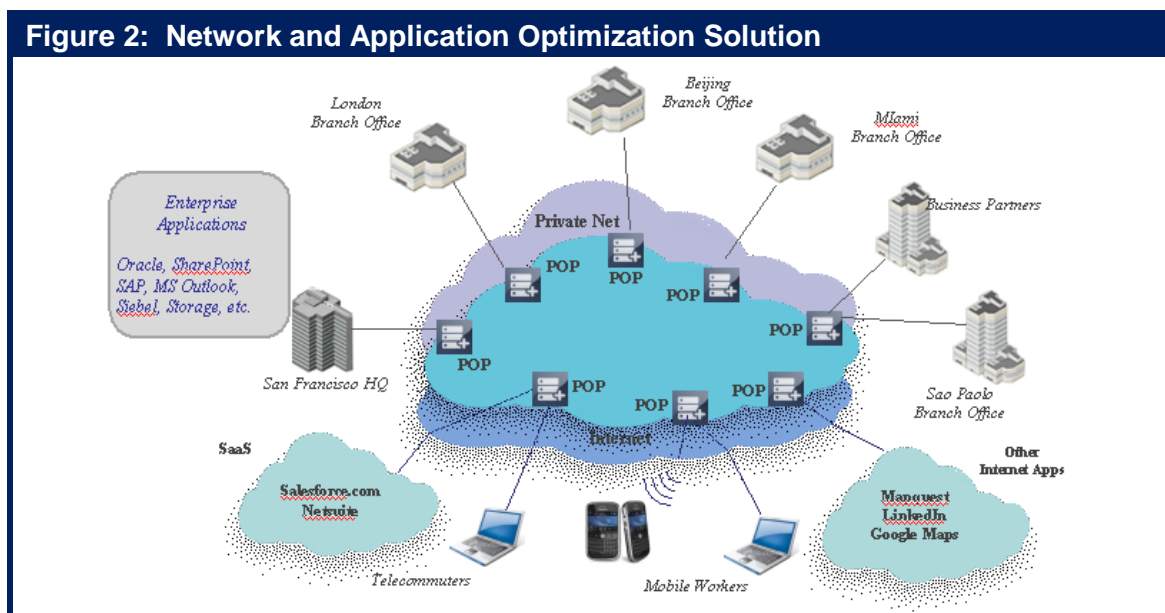 Figure 2: Network and Application Optimization Solution
London
Branch Office
Beijing
Branch Office
MIami
Branch Office
Enterprise
Applications
Oracle, SharePoint,
SAP, MS Outlook,
Siebel, Storage, etc.
Business Partners
Private Net
POP
POP
POP
POP
POP
San Francisco HQ
Sao Paolo
Branch Office
POP
POP
POP
Internet
SaaS
Salesforce.com
Netsuite
Other
Internet Apps
Mapquest
LinkedIn
Google Maps
Telecommuters
Mobile Workers